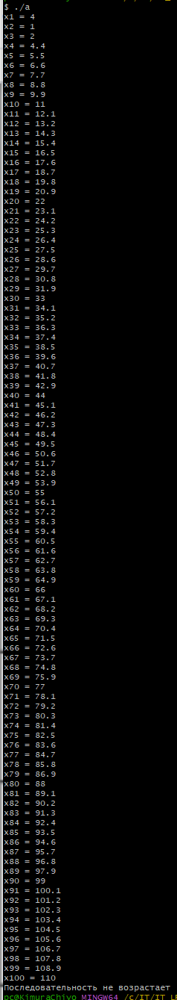 $ ./a
x1 = 4
x2 = 1
x3 = 2
x4 = 4.4
x5 = 5.5
x6 = 6.6
x7 = 7.7
x8 = 8.8
x9 = 9.9
x10 = 11
x11 = 12.1
x12 = 13.2
x13 = 14.3
x14 = 15.4
x15 = 16.5
x16 = 17.6
x17 = 18.7
x18 = 19.8
x19 = 20.9
x20 = 22
x21 = 23.1
x22 = 24.2
x23 = 25.3
x24 = 26.4
x25 = 27.5
x26 = 28.6
x27 = 29.7
x28 = 30.8
x29 = 31.9
x30 = 33
x31 = 34.1
x32 = 35.2
x33 = 36.3
x34 = 37.4
x35 = 38.5
x36 = 39.6
x37 = 40.7
x38 = 41.8
x39 = 42.9
x40 = 44
x41 = 45.1
x42 = 46.2
x43 = 47.3
x44 = 48.4
x45 = 49.5
x46 = 50.6
x47 = 51.7
x48 = 52.8
x49 = 53.9
x50 = 55
x51 = 56.1
x52 = 57.2
x53 = 58.3
x54 = 59.4
x55 = 60.5
x56 = 61.6
x57 = 62.7
x58 = 63.8
x59 = 64.9
x60 = 66
x61 = 67.1
x62 = 68.2
x63 = 69.3
x64 = 70.4
x65 = 71.5
x66 = 72.6
x67 = 73.7
x68 = 74.8
x69 = 75.9
x70 = 77
x71 = 78.1
x72 = 79.2
x73 = 80.3
x74 = 81.4
x75 = 82.5
x76 = 83.6
x77 = 84.7
x78 = 85.8
x79 = 86.9
x80 = 88
x81 = 89.1
x82 = 90.2
x83 = 91.3
x84 = 92.4
x85 = 93.5
x86 = 94.6
x87 = 95.7
x88 = 96.8
x89 = 97.9
x90 = 99
x91 = 100.1
x92 = 101.2
x93 = 102.3
x94 = 103.4
x95 = 104.5
x96 = 105.6
x97 = 106.7
x98 = 107.8
x99 = 108.9
x100 = 110
Последовательность не возрастает
pc@KimuraChiyo MINGW64 /c/IT/IT